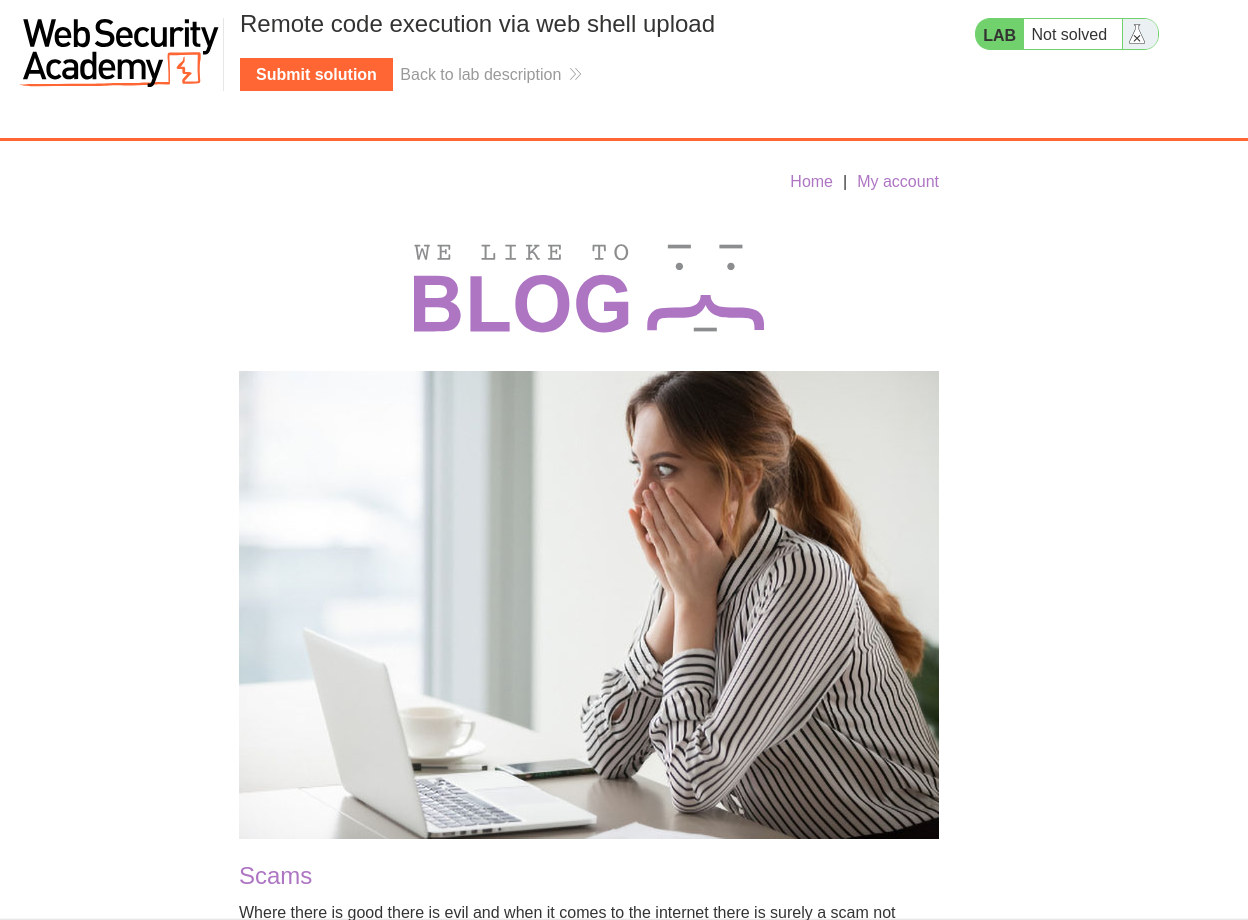 Web Security
Academy
Remote code execution via web shell upload
Submit solution
Back to lab description
LAB
Not solved
Home | My account
WE LIKE TO
BLOG
Scams
Where there is good there is evil and when it comes to the internet there is surely a scam not